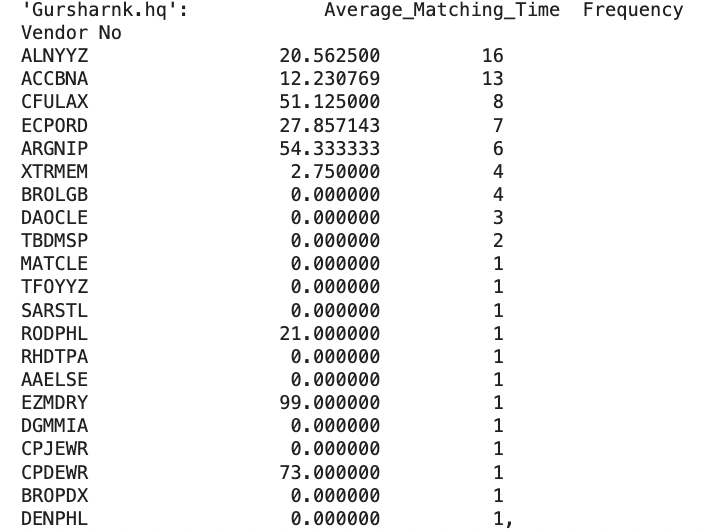 'Gursharnk.hq': Average_Matching_Time Frequency
Vendor No
ALNYYZ 20.562500 16
ACCBNA 12.230769 13
CFULAX 51.125000 8
ECPORD 27.857143 7
ARGNIP 54.333333 6
XTRMEM 2.750000 4
BROLGB 0.000000 4
DAOCLE 0.000000 3
TBDMSP 0.000000 2
MATCLE 0.000000 1
TFOYYZ 0.000000 1
SARSTL 0.000000 1
RODPHL 21.000000 1
RHDTPA 0.000000 1
AAELSE 0.000000 1
EZMDRY 99.000000 1
DGMMIA 0.000000 1
CPJEWR 0.000000 1
CPDEWR 73.000000 1
BROPDX 0.000000 1
DENPHL 0.000000 1,